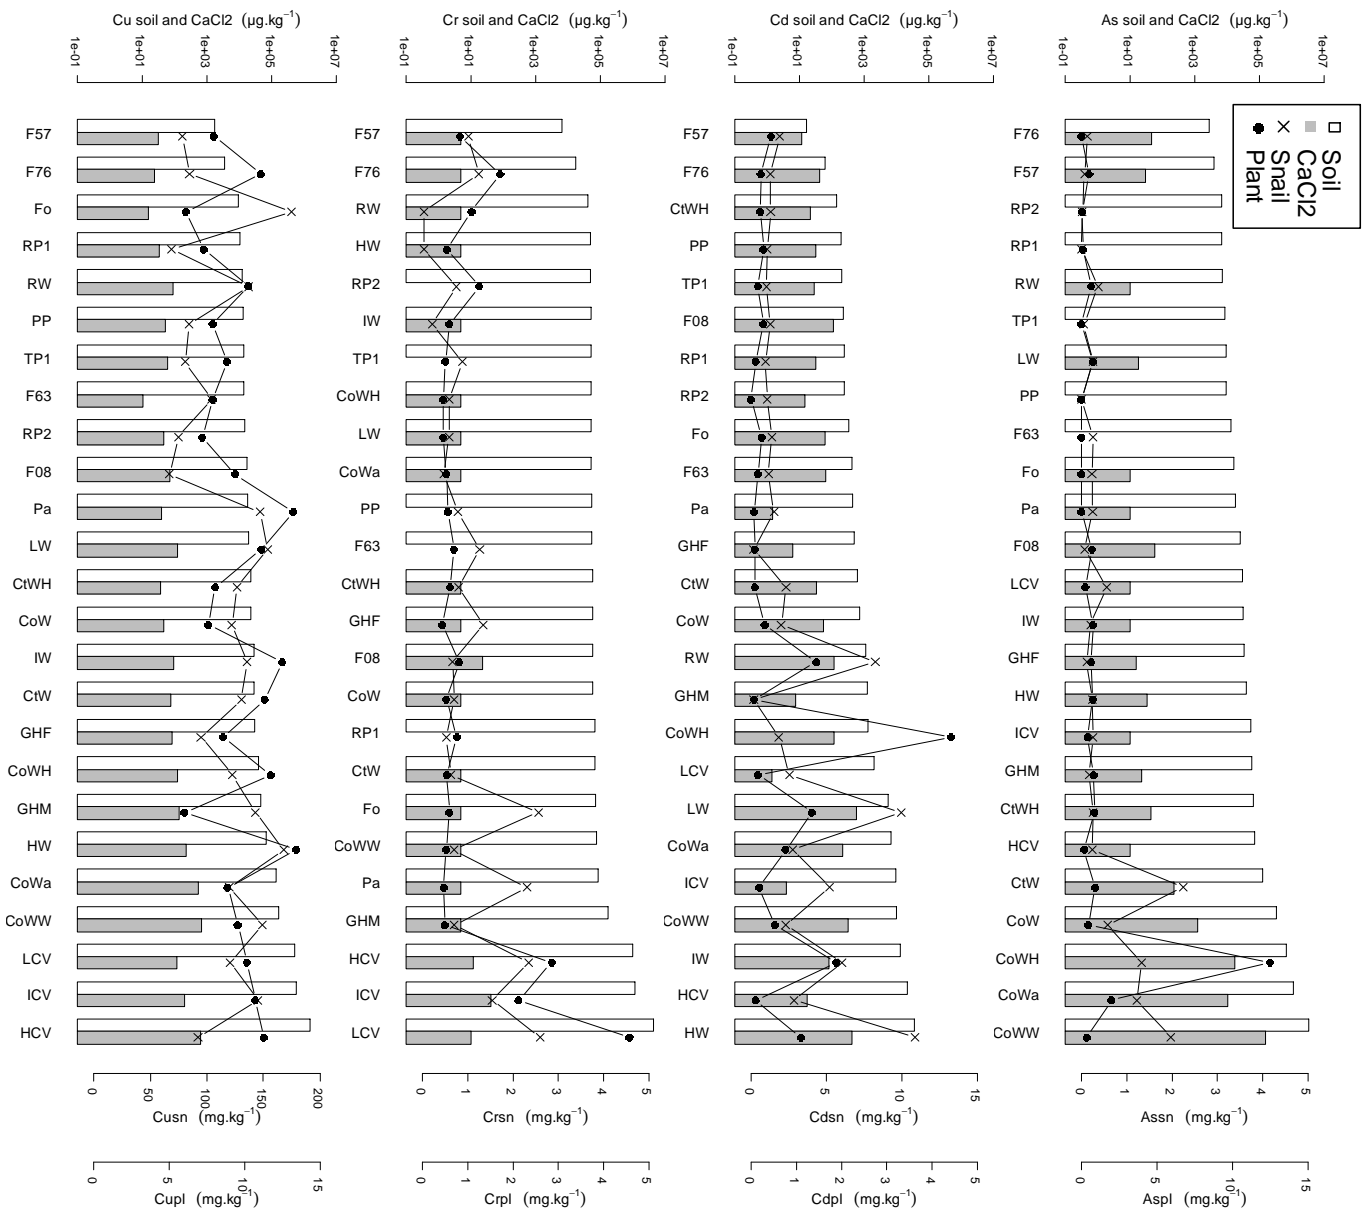 Cu soil and CaCl2 (µg.kg⁻¹)
1e-01 1e+01 1e+03 1e+05 1e+07
F57
F76
Fo
RP1
RW
PP
TP1
F63
RP2
F08
Pa
LW
CtWH
CoW
IW
CtW
GHF
CoWH
GHM
HW
CoWa
CoWW
LCV
ICV
HCV
0 50 100 150 200
Cusn (mg.kg⁻¹)
0 5 10 15
Cupl (mg.kg⁻¹)
Cr soil and CaCl2 (µg.kg⁻¹)
1e-01 1e+01 1e+03 1e+05 1e+07
F57
F76
RW
HW
RP2
IW
TP1
CoWH
LW
CoWa
PP
F63
CtWH
GHF
F08
CoW
RP1
CtW
Fo
CoWW
Pa
GHM
HCV
ICV
LCV
0 1 2 3 4 5
Crsn (mg.kg⁻¹)
0 1 2 3 4 5
Crpl (mg.kg⁻¹)
Cd soil and CaCl2 (µg.kg⁻¹)
1e-01 1e+01 1e+03 1e+05 1e+07
F57
F76
CtWH
PP
TP1
F08
RP1
RP2
Fo
F63
Pa
GHF
CtW
CoW
RW
GHM
CoWH
LCV
LW
CoWa
ICV
CoWW
IW
HCV
HW
0 5 10 15
Cdsn (mg.kg⁻¹)
0 1 2 3 4 5
Cdpl (mg.kg⁻¹)
As soil and CaCl2 (µg.kg⁻¹)
1e-01 1e+01 1e+03 1e+05 1e+07
F76
F57
RP2
RP1
RW
TP1
LW
PP
F63
Fo
Pa
F08
LCV
IW
GHF
HW
ICV
GHM
CtWH
HCV
CtW
CoW
CoWH
CoWa
CoWW
0 1 2 3 4 5
Assn (mg.kg⁻¹)
0 5 10 15
Aspl (mg.kg⁻¹)
Soil
CaCl2
Snail
Plant